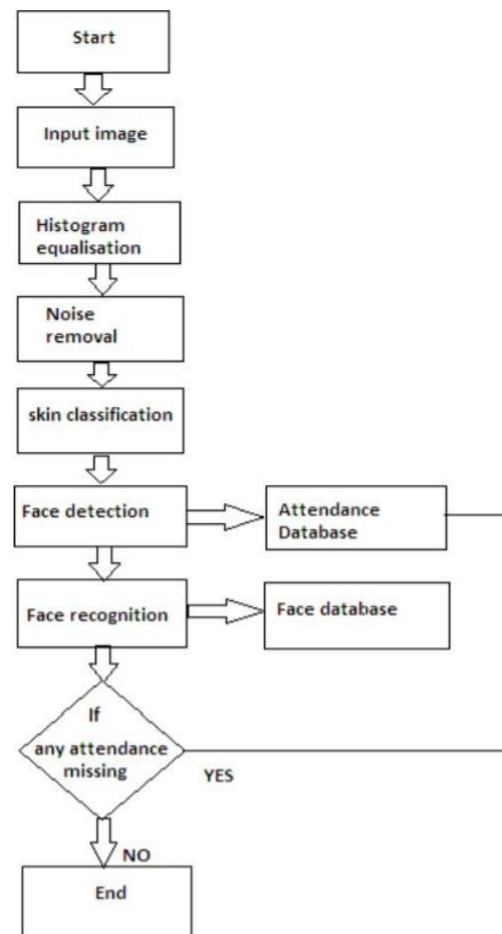 Start
Input image
Histogram
equalisation
Noise
removal
skin classification
Face detection
Attendance
Database
Face recognition
Face database
If
any attendance
missing
YES
NO
End